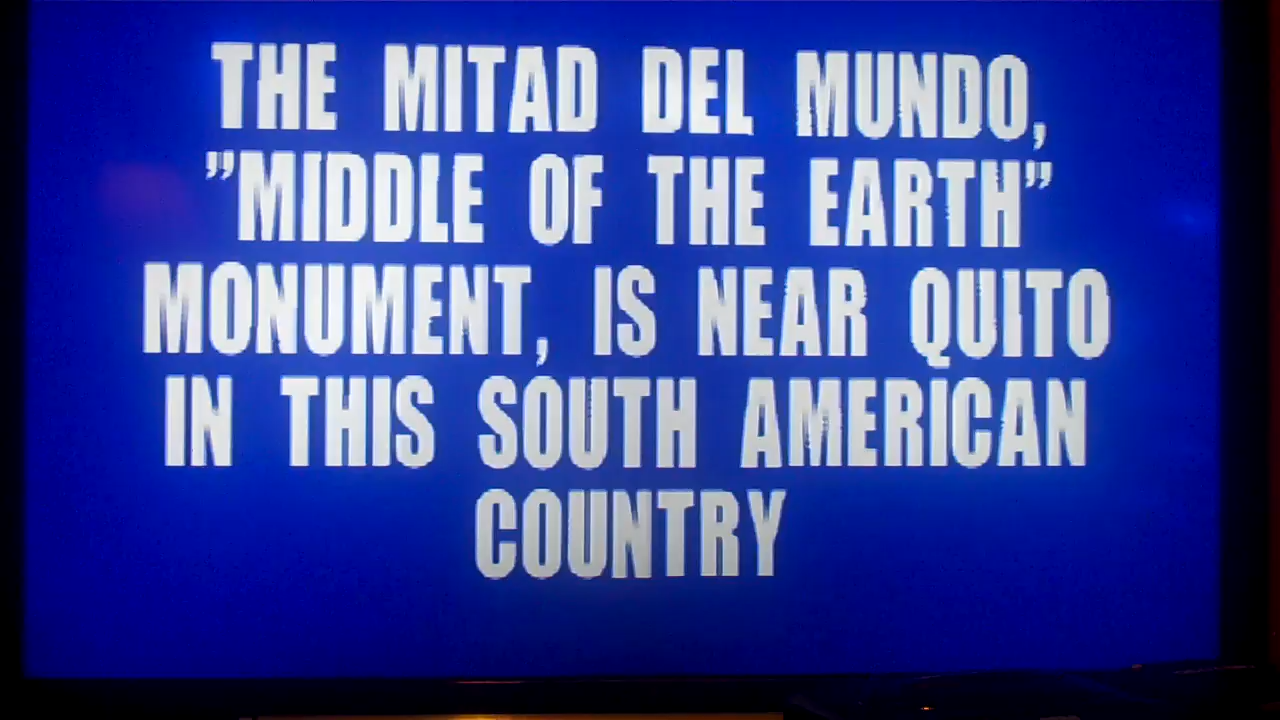 THE MITAD DEL MUNDO,
"MIDDLE OF THE EARTH"
MONUMENT, IS NEAR QUITO
IN THIS SOUTH AMERICAN
COUNTRY